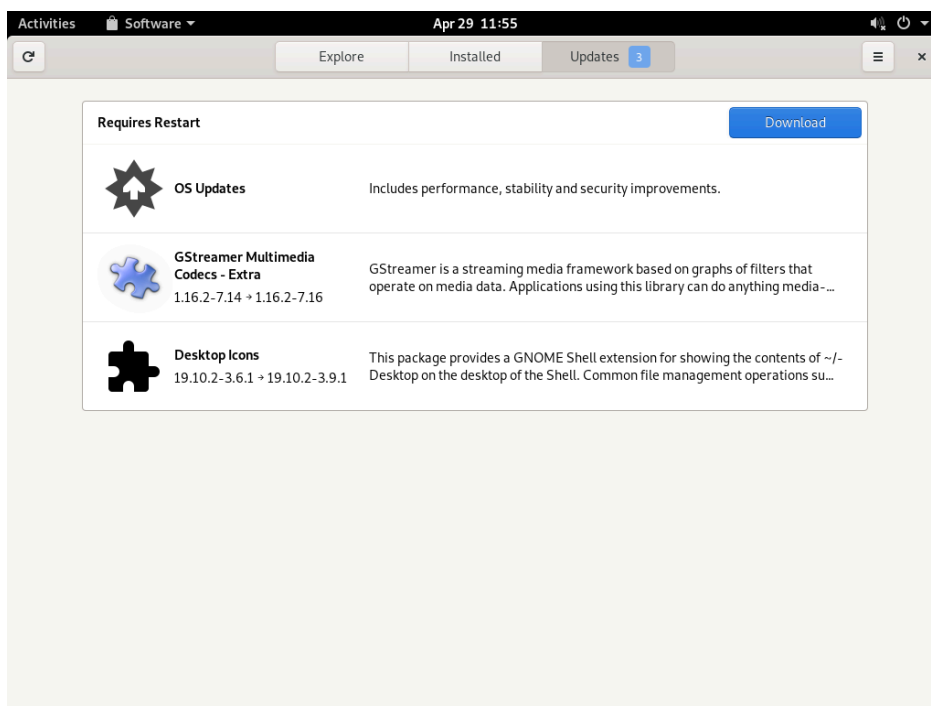 Activities Software Apr 29 11:55
Explore Installed Updates 3
Requires Restart Download
OS Updates Includes performance, stability and security improvements.
GStreamer Multimedia
Codecs - Extra
1.16.2-7.14 → 1.16.2-7.16
GStreamer is a streaming media framework based on graphs of filters that
operate on media data. Applications using this library can do anything media-…
Desktop Icons
19.10.2-3.6.1 → 19.10.2-3.9.1
This package provides a GNOME Shell extension for showing the contents of ~/-
Desktop on the desktop of the Shell. Common file management operations su…